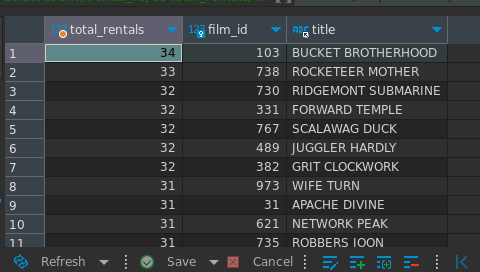 total_rentals film_id title
1 34 103 BUCKET BROTHERHOOD
2 33 738 ROCKETEER MOTHER
3 32 730 RIDGEMONT SUBMARINE
4 32 331 FORWARD TEMPLE
5 32 767 SCALAWAG DUCK
6 32 489 JUGGLER HARDLY
7 32 382 GRIT CLOCKWORK
8 31 973 WIFE TURN
9 31 31 APACHE DIVINE
10 31 621 NETWORK PEAK
11 31 735 ROBBERS JOON
Refresh Save Cancel